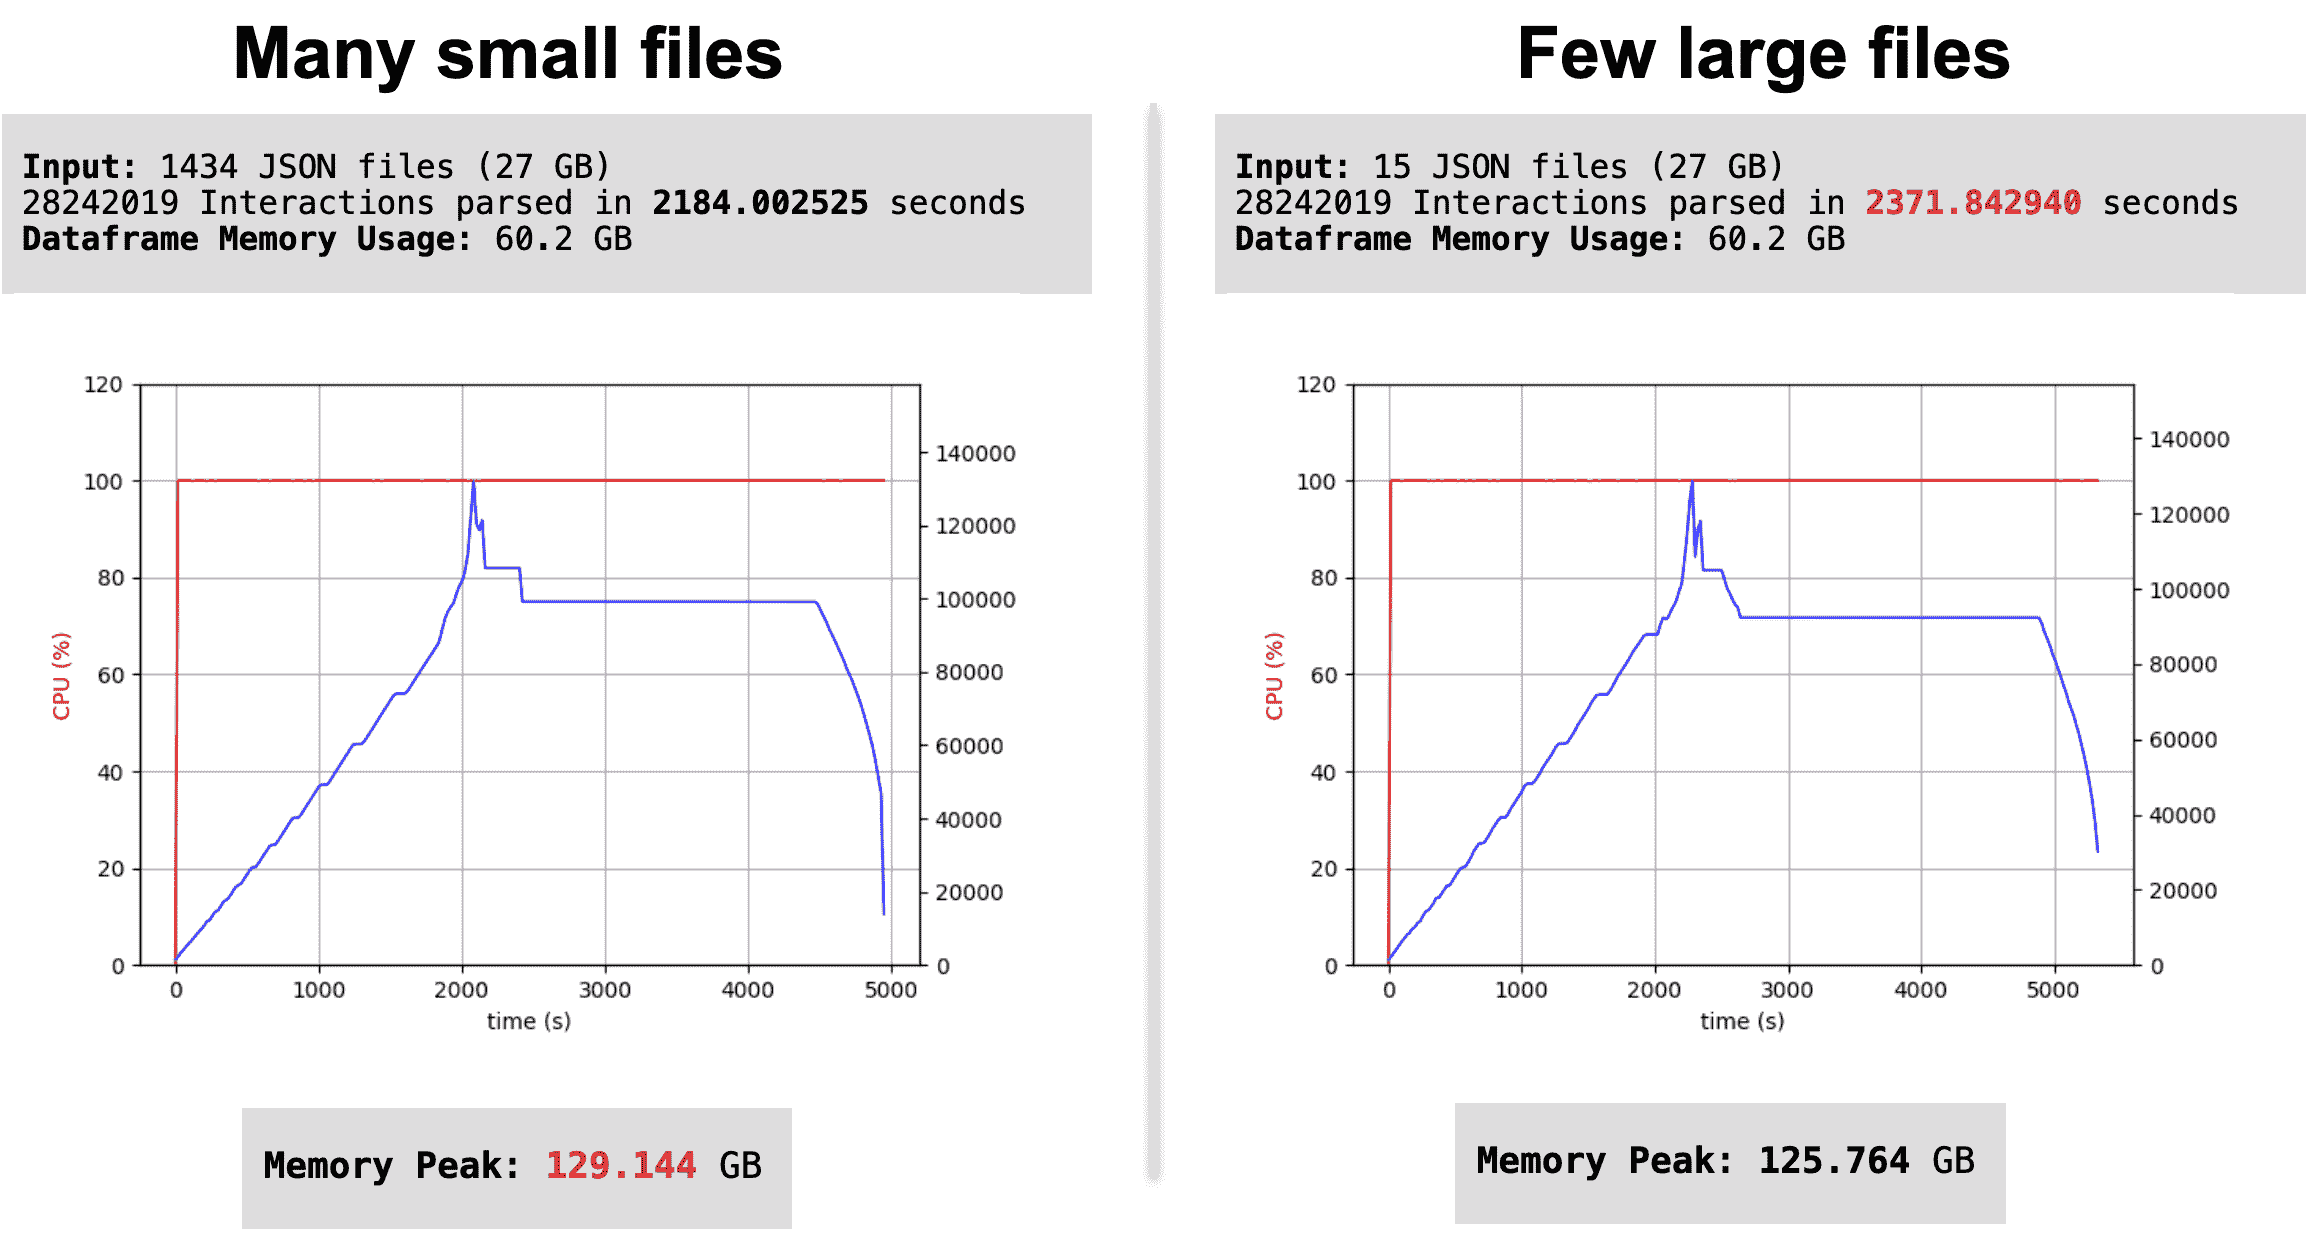 Many small files
Input: 1434 JSON files (27 GB)
28242019 Interactions parsed in 2184.002525 seconds
Dataframe Memory Usage: 60.2 GB
120
100
80
60
40
20
0
CPU (%)
140000
120000
100000
80000
60000
40000
20000
0
0 1000 2000 3000 4000 5000
time (s)
Memory Peak: 129.144 GB
Few large files
Input: 15 JSON files (27 GB)
28242019 Interactions parsed in 2371.842940 seconds
Dataframe Memory Usage: 60.2 GB
120
100
80
60
40
20
0
CPU (%)
140000
120000
100000
80000
60000
40000
20000
0
0 1000 2000 3000 4000 5000
time (s)
Memory Peak: 125.764 GB